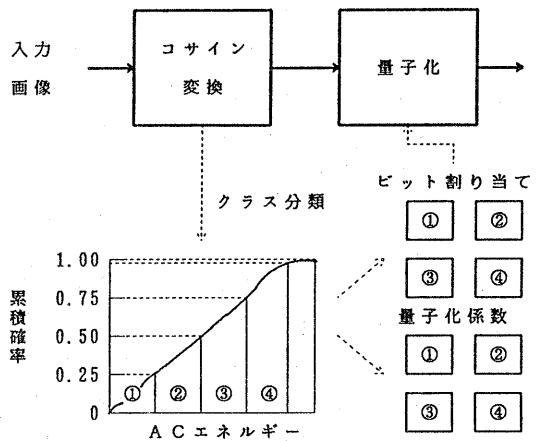 入力
画像
コサイン
変換
量子化
クラス分類
ビット割り当て
① ②
③ ④
量子化係数
① ②
③ ④
累積確率
1.00
0.75
0.50
0.25
0
① ② ③ ④
ACエネルギー